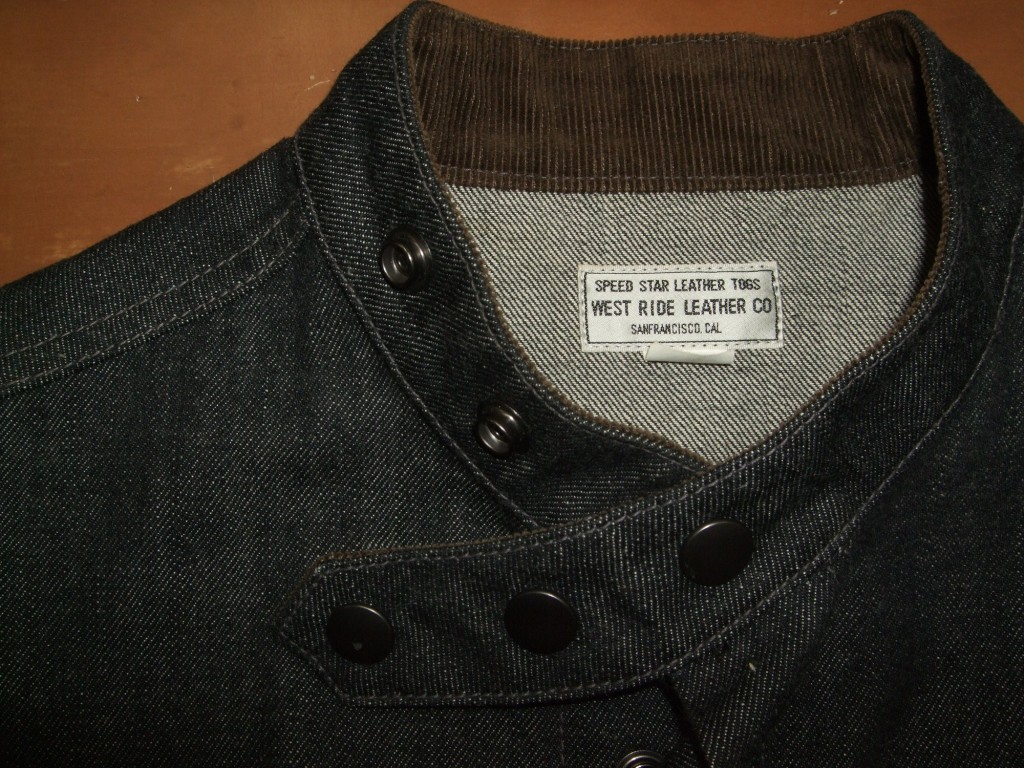 SPEED STAR LEATHER TOGS
WEST RIDE LEATHER CO
SANFRANCISCO. CAL